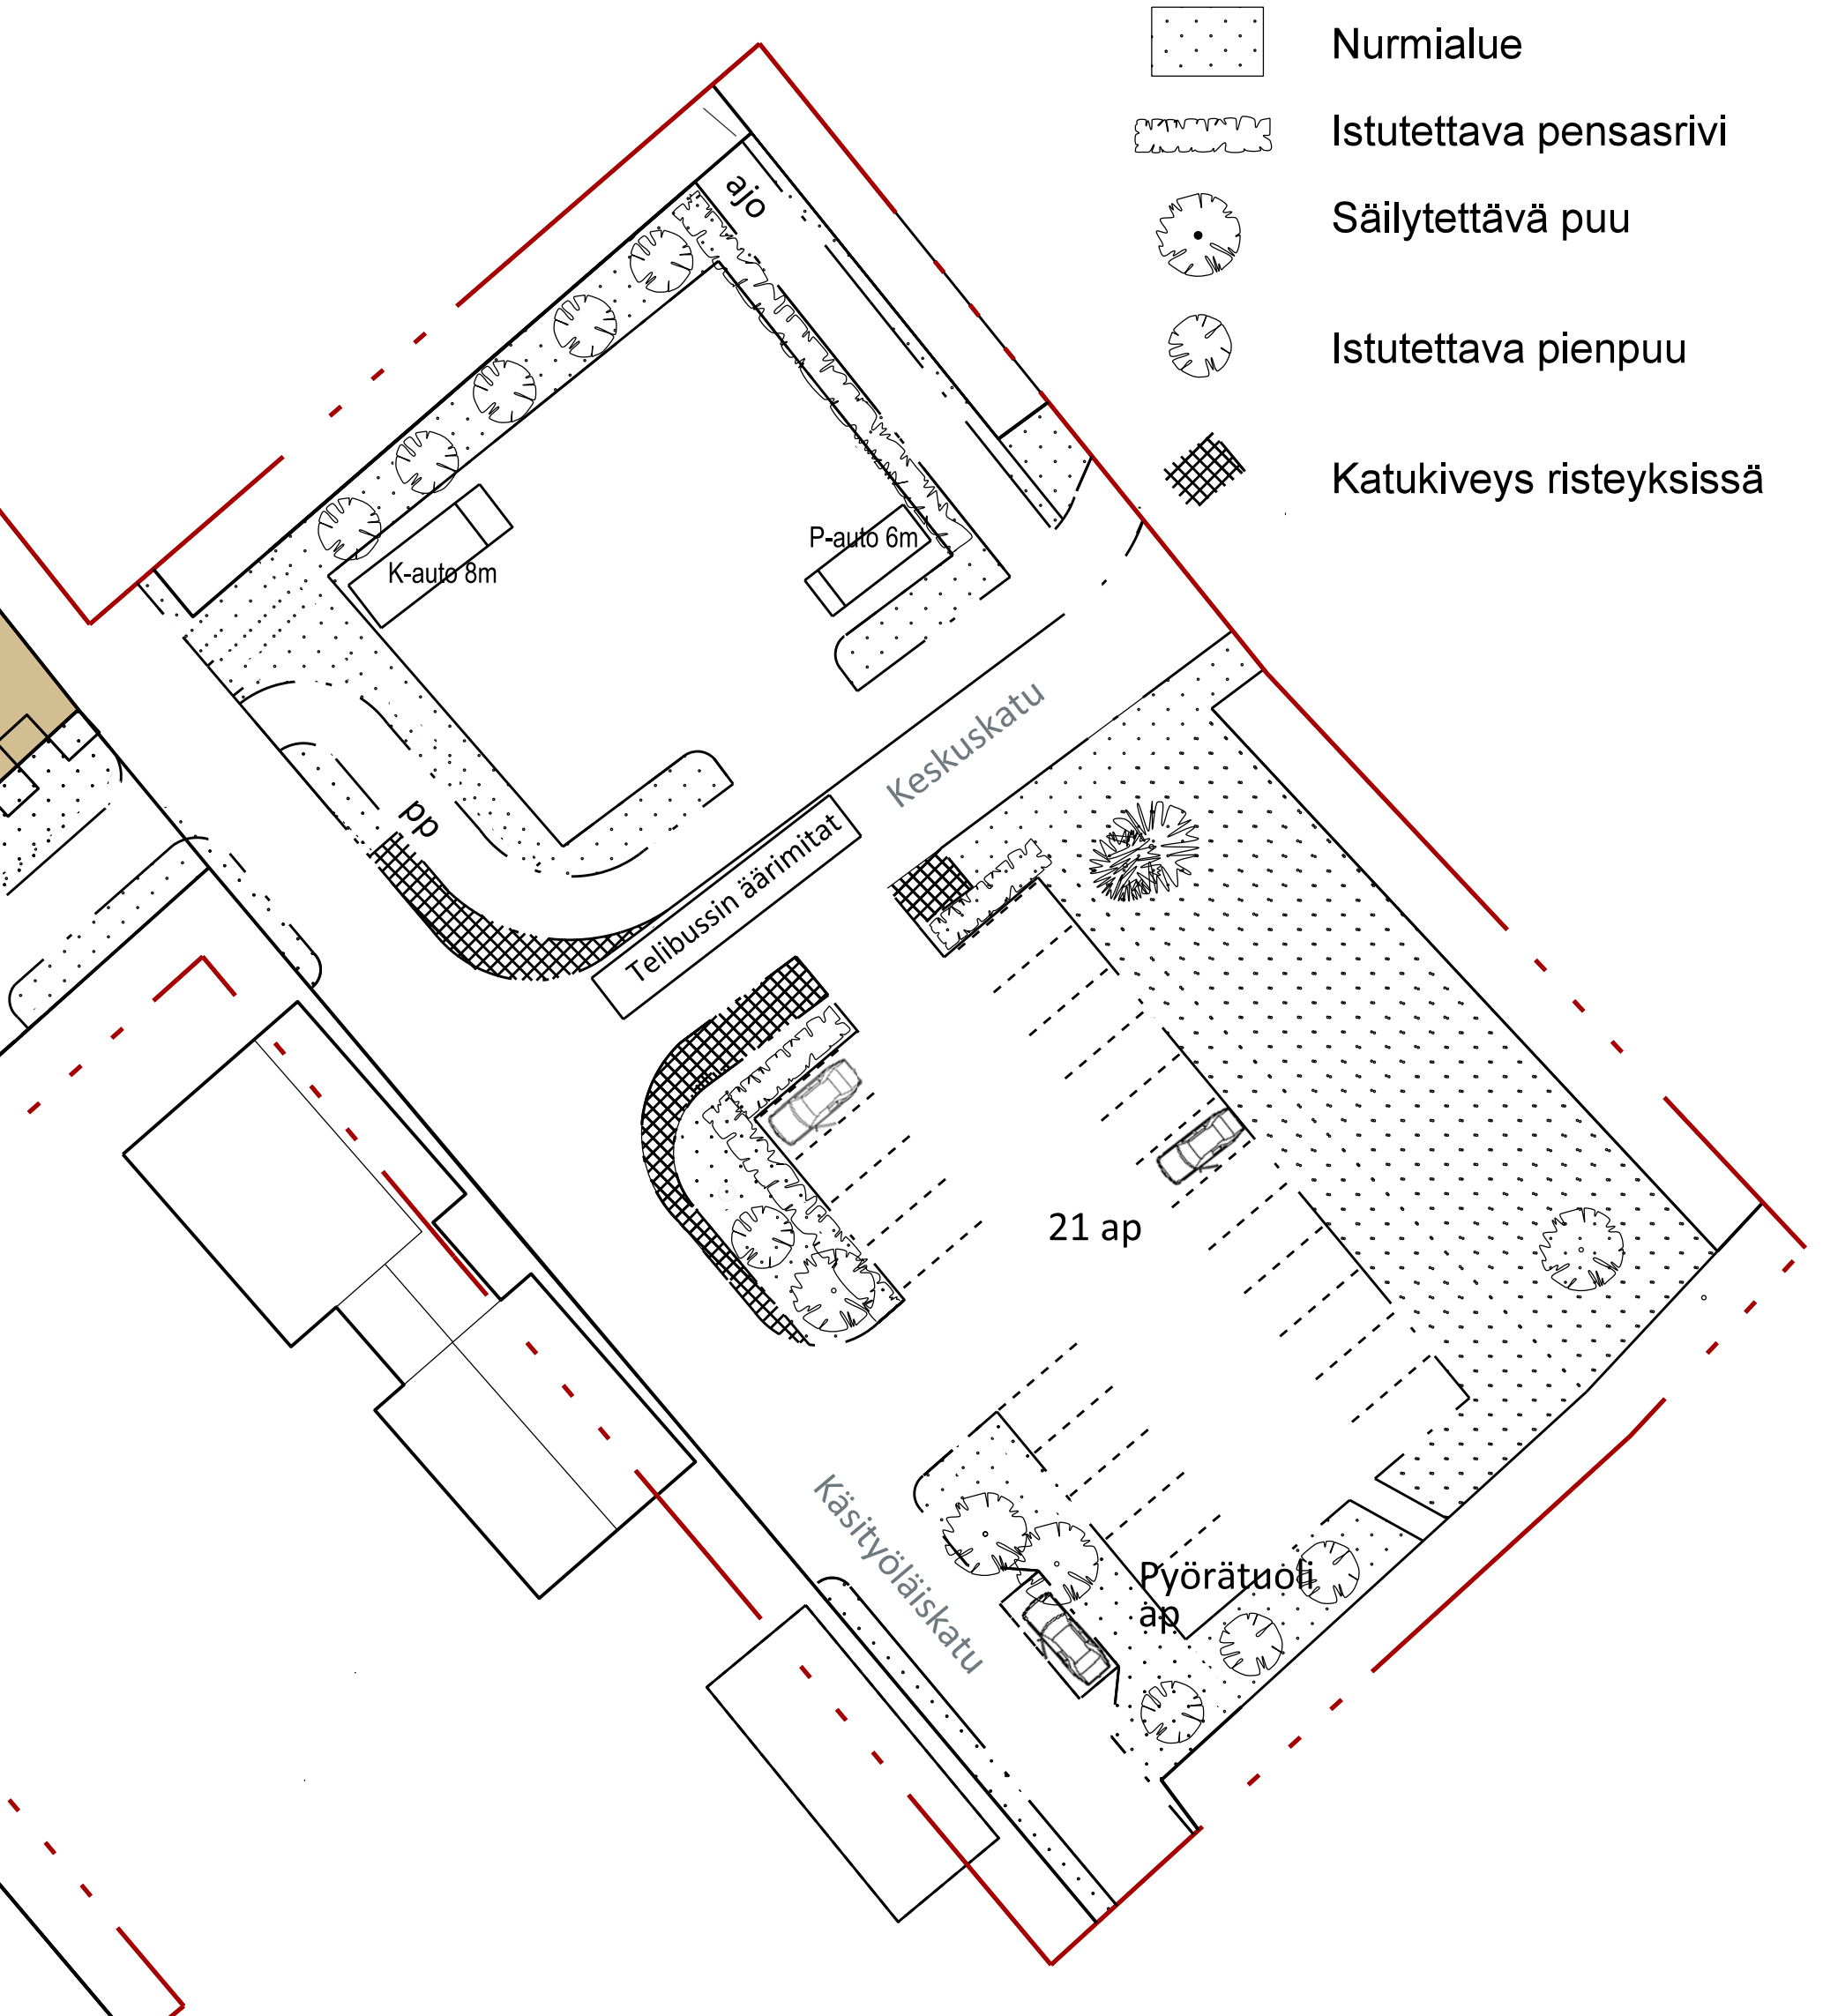 Nurmialue
Istutettava pensasrivi
Säilytettävä puu
Istutettava pienpuu
Katukiveys risteyksissä
ajo
P-auto 6m
K-auto 8m
Keskuskatu
pp
Telibussin äärimitat
21 ap
Käsityöläiskatu
Pyörätuoli
ap